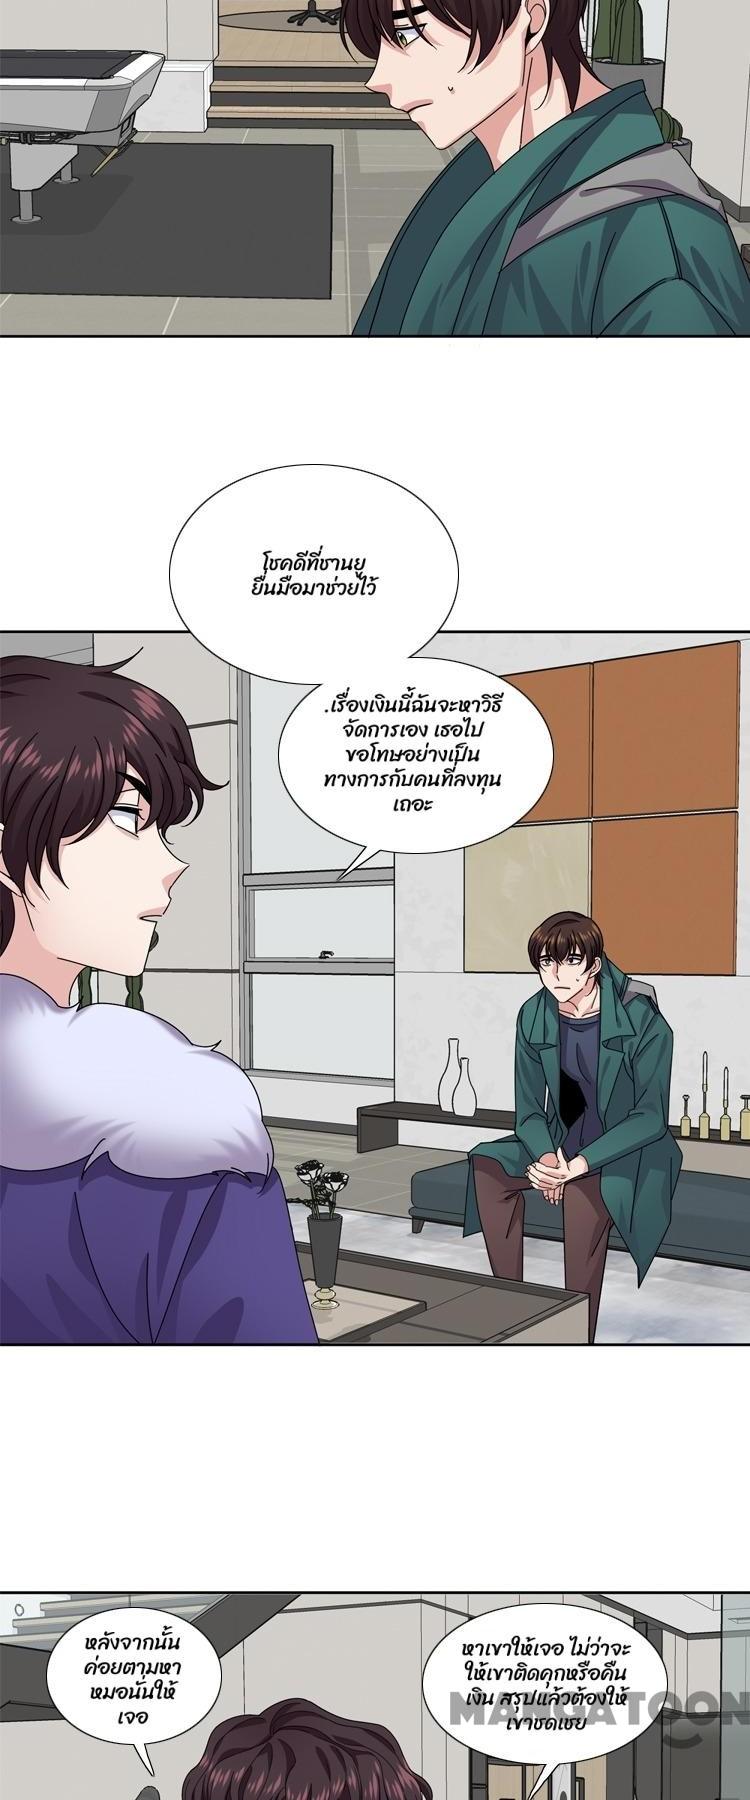 โชคดีที่ชานยู
ยื่นมือมาช่วยไว้
.เรื่องเงินนี้ฉันจะหาวิธี
จัดการเอง เธอไป
ขอโทษอย่างเป็น
ทางการกับคนที่ลงทุน
เถอะ
หลังจากนั้น
ค่อยตามหา
หมอนั่นให้
เจอ
หาเขาให้เจอ ไม่ว่าจะ
ให้เขาติดคุกหรือคืน
เงิน สรุปแล้วต้องให้
เขาชดเชย
MANGATOON